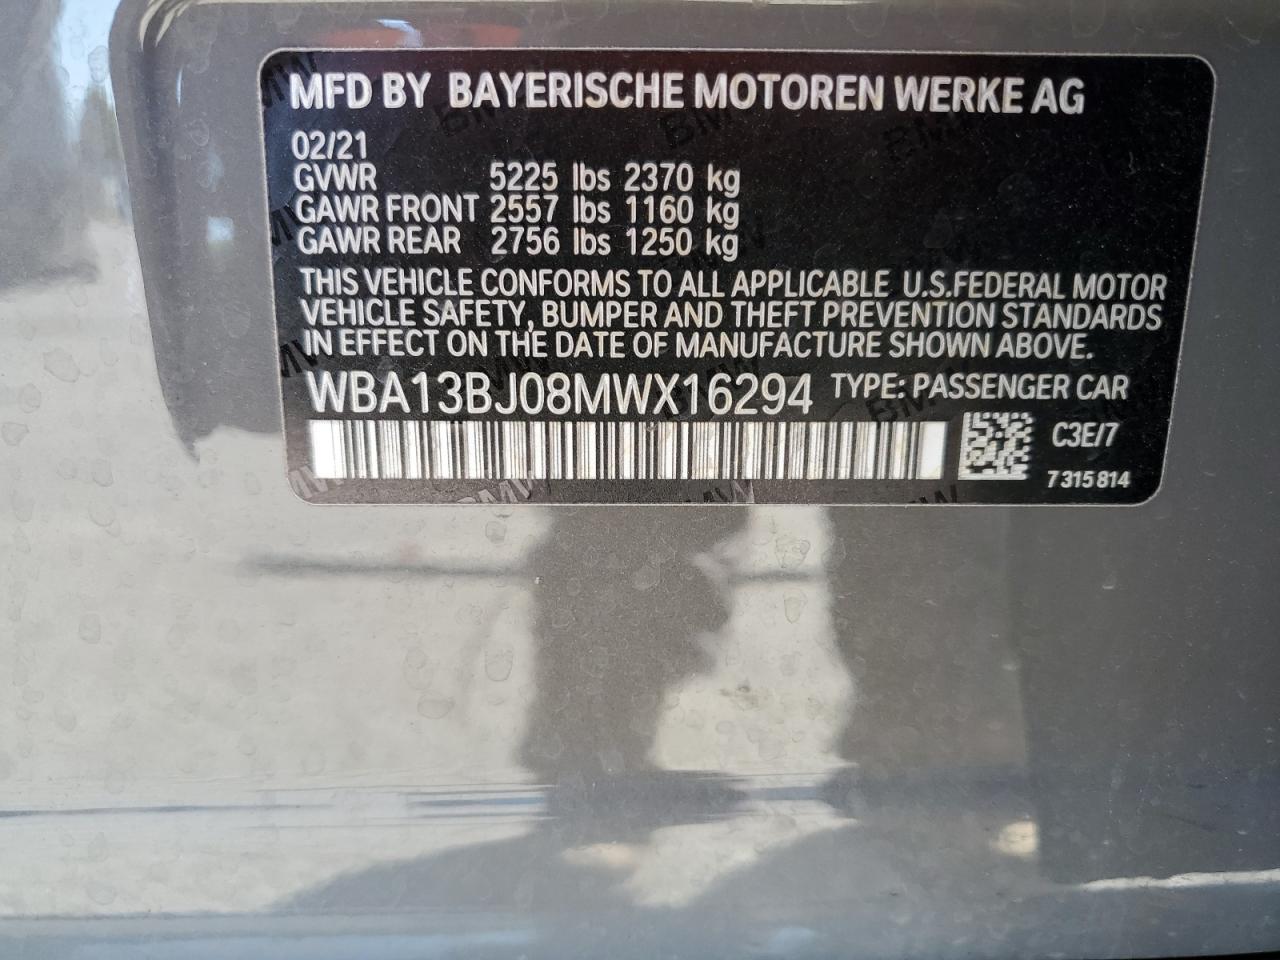 MFD BY BAYERISCHE MOTOREN WERKE AG
02/21
GVWR 5225 lbs 2370 kg
GAWR FRONT 2557 lbs 1160 kg
GAWR REAR 2756 lbs 1250 kg
THIS VEHICLE CONFORMS TO ALL APPLICABLE U.S.FEDERAL MOTOR
VEHICLE SAFETY, BUMPER AND THEFT PREVENTION STANDARDS
IN EFFECT ON THE DATE OF MANUFACTURE SHOWN ABOVE.
WBA13BJ08MWX16294 TYPE: PASSENGER CAR
C3E/7
7 315 814